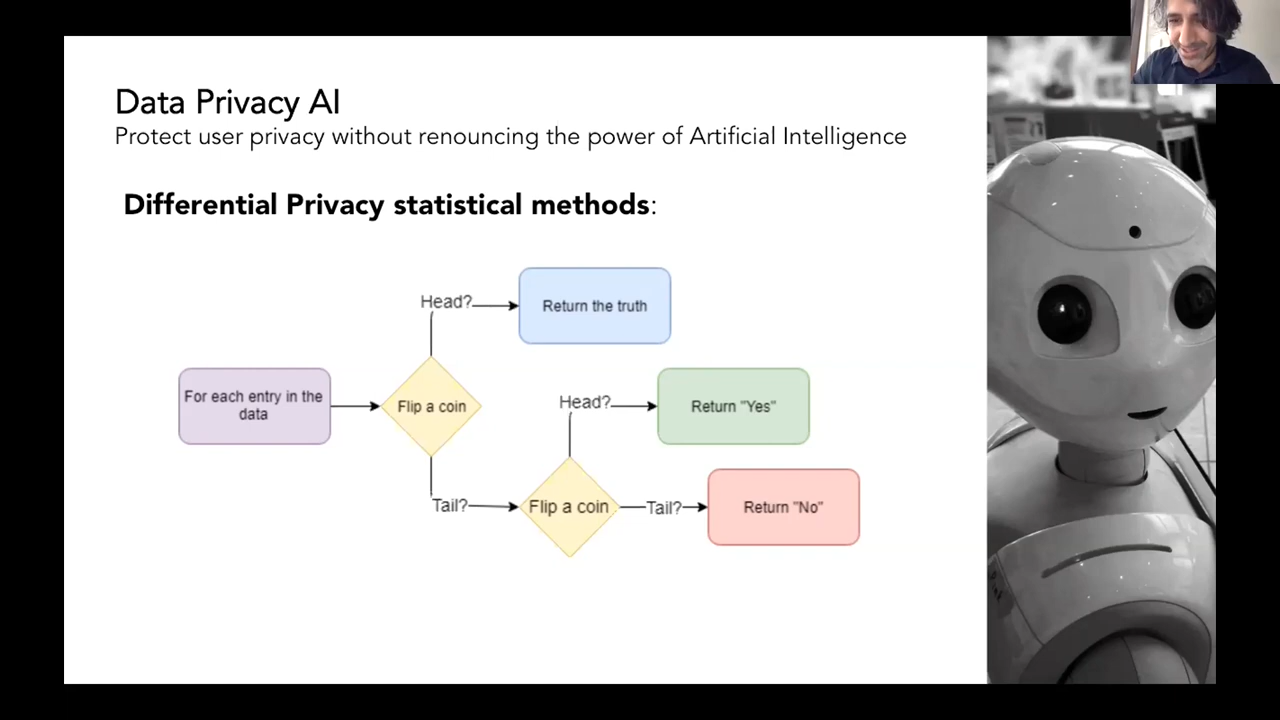 Data Privacy AI
Protect user privacy without renouncing the power of Artificial Intelligence
Differential Privacy statistical methods:
Head?
Return the truth
For each entry in the
data
Flip a coin
Head?
Return "Yes"
Tail?
Flip a coin
Tail?
Return "No"